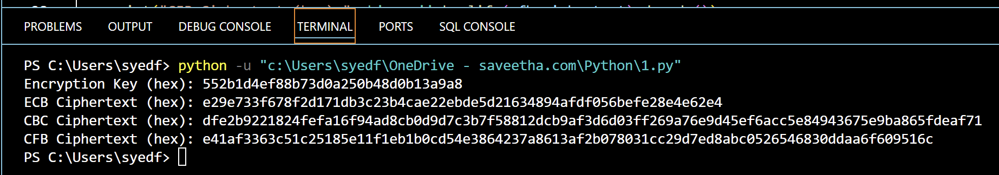 PROBLEMS OUTPUT DEBUG CONSOLE TERMINAL PORTS SQL CONSOLE
PS C:\Users\syedf> python -u "c:\Users\syedf\OneDrive - saveetha.com\Python\1.py"
Encryption Key (hex): 552b1d4ef88b73d0a250b48d0b13a9a8
ECB Ciphertext (hex): e29e733f678f2d171db3c23b4cae22ebde5d21634894afdf056befe28e4e62e4
CBC Ciphertext (hex): dfe2b9221824fefa16f94ad8cb0d9d7c3b7f58812dcb9af3d6d03ff269a76e9d45ef6acc5e84943675e9ba865fdeaf71
CFB Ciphertext (hex): e41af3363c51c25185e11f1eb1b0cd54e3864237a8613af2b078031cc29d7ed8abc0526546830ddaa6f609516c
PS C:\Users\syedf>